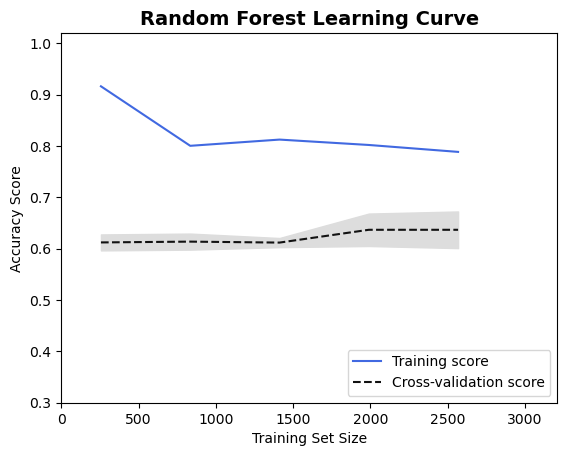 Random Forest Learning Curve
1.0
0.9
0.8
0.7
0.6
0.5
0.4
0.3
Accuracy Score
Training score
Cross-validation score
0 500 1000 1500 2000 2500 3000
Training Set Size